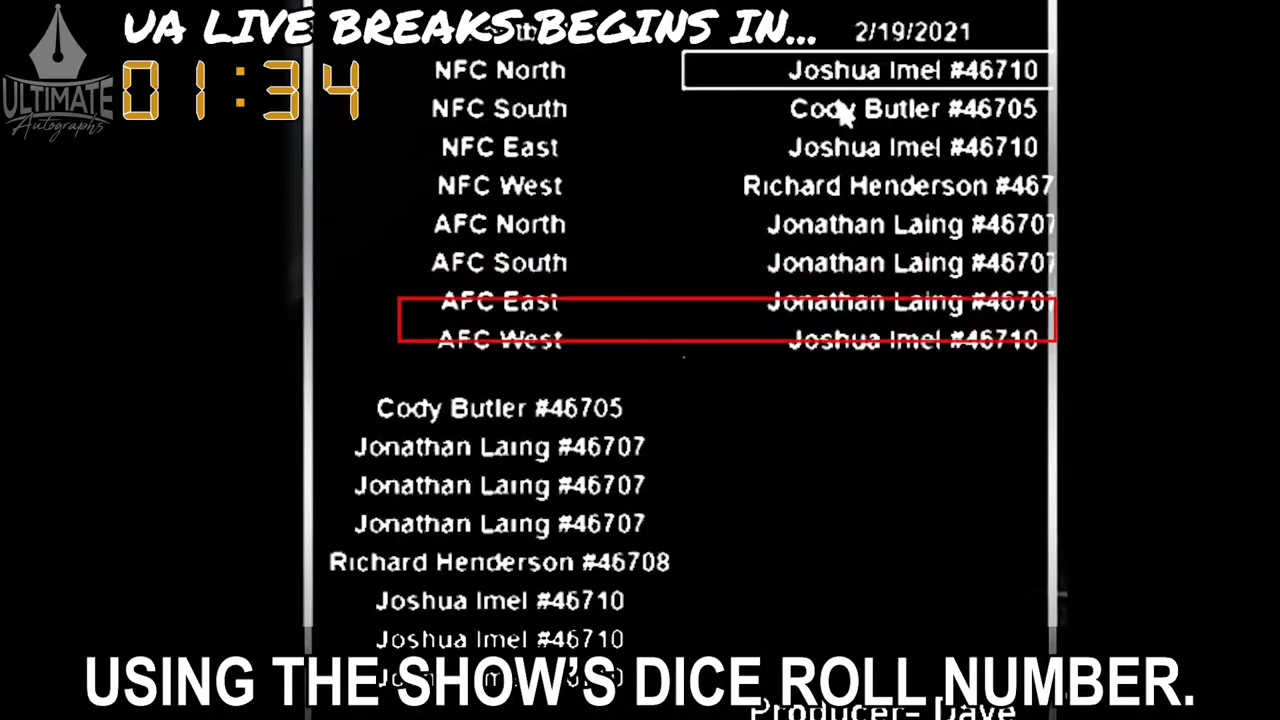 UA LIVE BREAKS BEGINS IN...
2/19/2021
ULTIMATE
Autographs
01:34
NFC North Joshua Imel #46710
NFC South Cody Butler #46705
NFC East Joshua Imel #46710
NFC West Richard Henderson #467
AFC North Jonathan Laing #46707
AFC South Jonathan Laing #46707
AFC East Jonathan Laing #46707
AFC West Joshua Imel #46710
Cody Butler #46705
Jonathan Laing #46707
Jonathan Laing #46707
Jonathan Laing #46707
Richard Henderson #46708
Joshua Imel #46710
Joshua Imel #46710
USING THE SHOW'S DICE ROLL NUMBER.
Producer- Dave